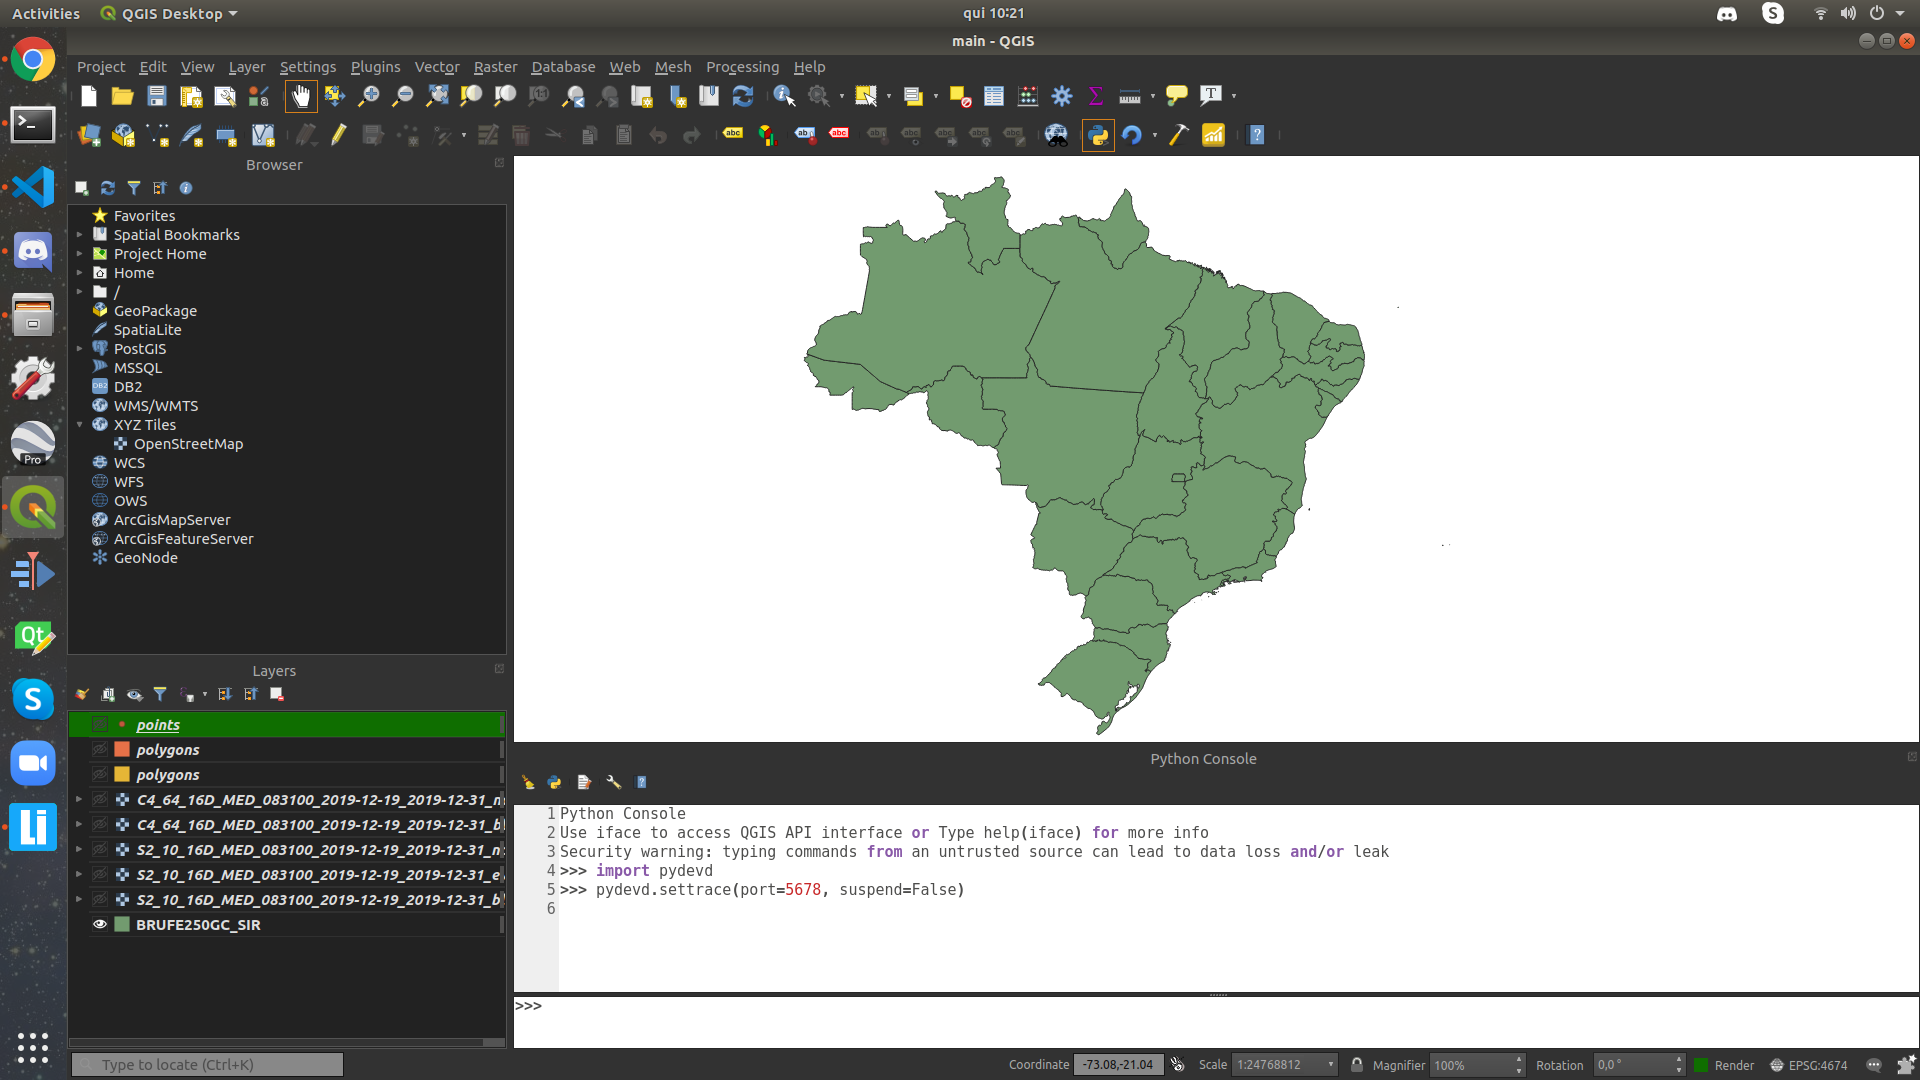 Activities QGIS Desktop qui 10:21
main - QGIS
Project Edit View Layer Settings Plugins Vector Raster Database Web Mesh Processing Help
Browser
Favorites
Spatial Bookmarks
Project Home
Home
/
GeoPackage
SpatiaLite
PostGIS
MSSQL
DB2
WMS/WMTS
XYZ Tiles
OpenStreetMap
WCS
WFS
OWS
ArcGisMapServer
ArcGisFeatureServer
GeoNode
Layers
points
polygons
polygons
C4_64_16D_MED_083100_2019-12-19_2019-12-31_n
C4_64_16D_MED_083100_2019-12-19_2019-12-31_b
S2_10_16D_MED_083100_2019-12-19_2019-12-31_n
S2_10_16D_MED_083100_2019-12-19_2019-12-31_e
S2_10_16D_MED_083100_2019-12-19_2019-12-31_b
BRUFE250GC_SIR
Python Console
1 Python Console
2 Use iface to access QGIS API interface or Type help(iface) for more info
3 Security warning: typing commands from an untrusted source can lead to data loss and/or leak
4 >>> import pydevd
5 >>> pydevd.settrace(port=5678, suspend=False)
6
>>>
Type to locate (Ctrl+K) Coordinate -73.08,-21.04 Scale 1:24768812 Magnifier 100% Rotation 0,0 ° Render EPSG:4674
Pro
Qt